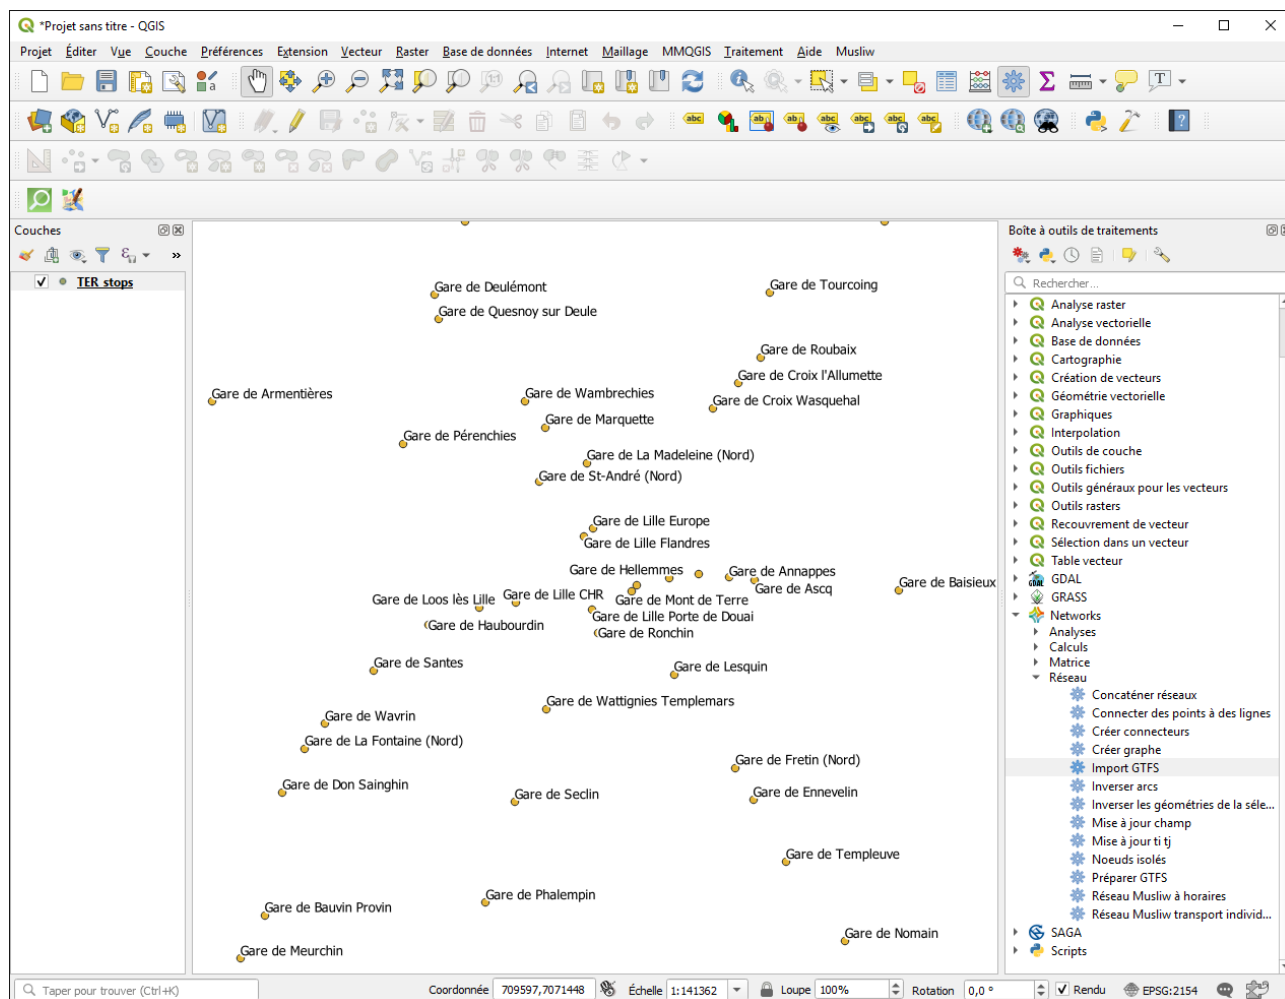 *Projet sans titre - QGIS
Projet Éditer Vue Couche Préférences Extension Vecteur Raster Base de données Internet Maillage MMQGIS Traitement Aide Musliw
Couches
TER stops
Gare de Deulémont
Gare de Tourcoing
Gare de Quesnoy sur Deule
Gare de Roubaix
Gare de Croix l'Allumette
Gare de Armentières
Gare de Wambrechies
Gare de Croix Wasquehal
Gare de Marquette
Gare de Pérenchies
Gare de La Madeleine (Nord)
Gare de St-André (Nord)
Gare de Lille Europe
Gare de Lille Flandres
Gare de Hellemmes
Gare de Annappes
Gare de Baisieux
Gare de Ascq
Gare de Loos lès Lille
Gare de Lille CHR
Gare de Mont de Terre
Gare de Lille Porte de Douai
Gare de Haubourdin
Gare de Ronchin
Gare de Santes
Gare de Lesquin
Gare de Wattignies Templemars
Gare de Wavrin
Gare de La Fontaine (Nord)
Gare de Fretin (Nord)
Gare de Don Sainghin
Gare de Seclin
Gare de Ennevelin
Gare de Templeuve
Gare de Phalempin
Gare de Bauvin Provin
Gare de Nomain
Gare de Meurchin
Boîte à outils de traitements
Rechercher...
Analyse raster
Analyse vectorielle
Base de données
Cartographie
Création de vecteurs
Géométrie vectorielle
Graphiques
Interpolation
Outils de couche
Outils fichiers
Outils généraux pour les vecteurs
Outils rasters
Recouvrement de vecteur
Sélection dans un vecteur
Table vecteur
GDAL
GRASS
Networks
Analyses
Calculs
Matrice
Réseau
Concaténer réseaux
Connecter des points à des lignes
Créer connecteurs
Créer graphe
Import GTFS
Inverser arcs
Inverser les géométries de la séle...
Mise à jour champ
Mise à jour ti tj
Noeuds isolés
Préparer GTFS
Réseau Musliw à horaires
Réseau Musliw transport individ...
SAGA
Scripts
Taper pour trouver (Ctrl+K) Coordonnée 709597,7071448 Échelle 1:141362 Loupe 100% Rotation 0,0 ° Rendu EPSG:2154